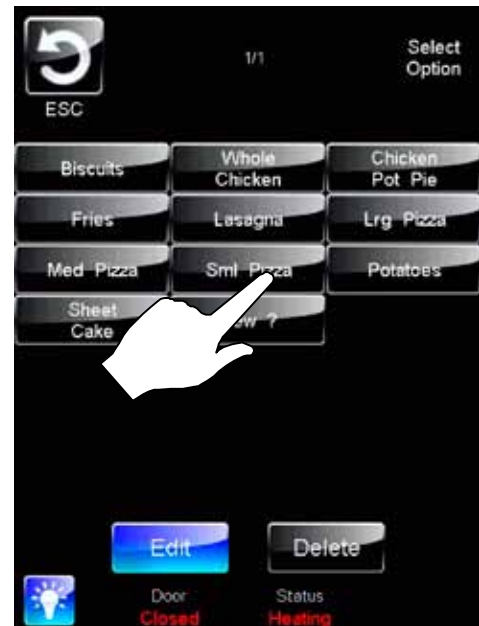 1/1
Select
Option
ESC
Biscuits
Whole
Chicken
Chicken
Pot Pie
Fries
Lasagna
Lrg Pizza
Med Pizza
Sml Pizza
Potatoes
Sheet
Cake
?
Edit
Delete
Door
Status
Closed
Heating